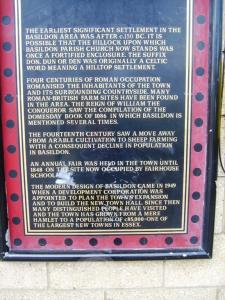 THE EARLIEST SIGNIFICANT SETTLEMENT IN THE
BASILDON AREA WAS AFTER c.1150 BC. IT IS
POSSIBLE THAT THE HILLOCK UPON WHICH
BASILDON PARISH CHURCH NOW STANDS WAS
ONCE A FORTIFIED ENCLOSURE. THE SUFFIX
DON, DUN OR DEN WAS ORIGINALLY A CELTIC
WORD MEANING A HILLTOP SETTLEMENT.
FOUR CENTURIES OF ROMAN OCCUPATION
ROMANISED THE INHABITANTS OF THE TOWN
AND ITS SURROUNDING COUNTRYSIDE. MANY
ROMAN-BRITISH FARM SITES HAVE BEEN FOUND
IN THE AREA. THE REIGN OF WILLIAM THE
CONQUEROR SAW THE COMPILATION OF THE
DOMESDAY BOOK OF 1086 IN WHICH BASILDON IS
MENTIONED SEVERAL TIMES.
THE FOURTEENTH CENTURY SAW A MOVE AWAY
FROM ARABLE CULTIVATION TO SHEEP FARMING
WITH A CONSEQUENT DECLINE IN POPULATION
IN BASILDON.
AN ANNUAL FAIR WAS HELD IN THE TOWN UNTIL
1848 ON THE SITE NOW OCCUPIED BY FAIRHOUSE
SCHOOL.
THE MODERN DESIGN OF BASILDON CAME IN 1949
WHEN A DEVELOPMENT CORPORATION WAS
APPOINTED TO PLAN THE TOWN'S EXPANSION
AND TO BUILD THE NEW TOWN HALL. SINCE THEN
MANY DISTINGUISHED PEOPLE HAVE VISITED
AND THE TOWN HAS GROWN FROM A MERE
HAMLET TO A POPULATION OF c85,000-ONE OF
THE LARGEST NEW TOWNS IN ESSEX.